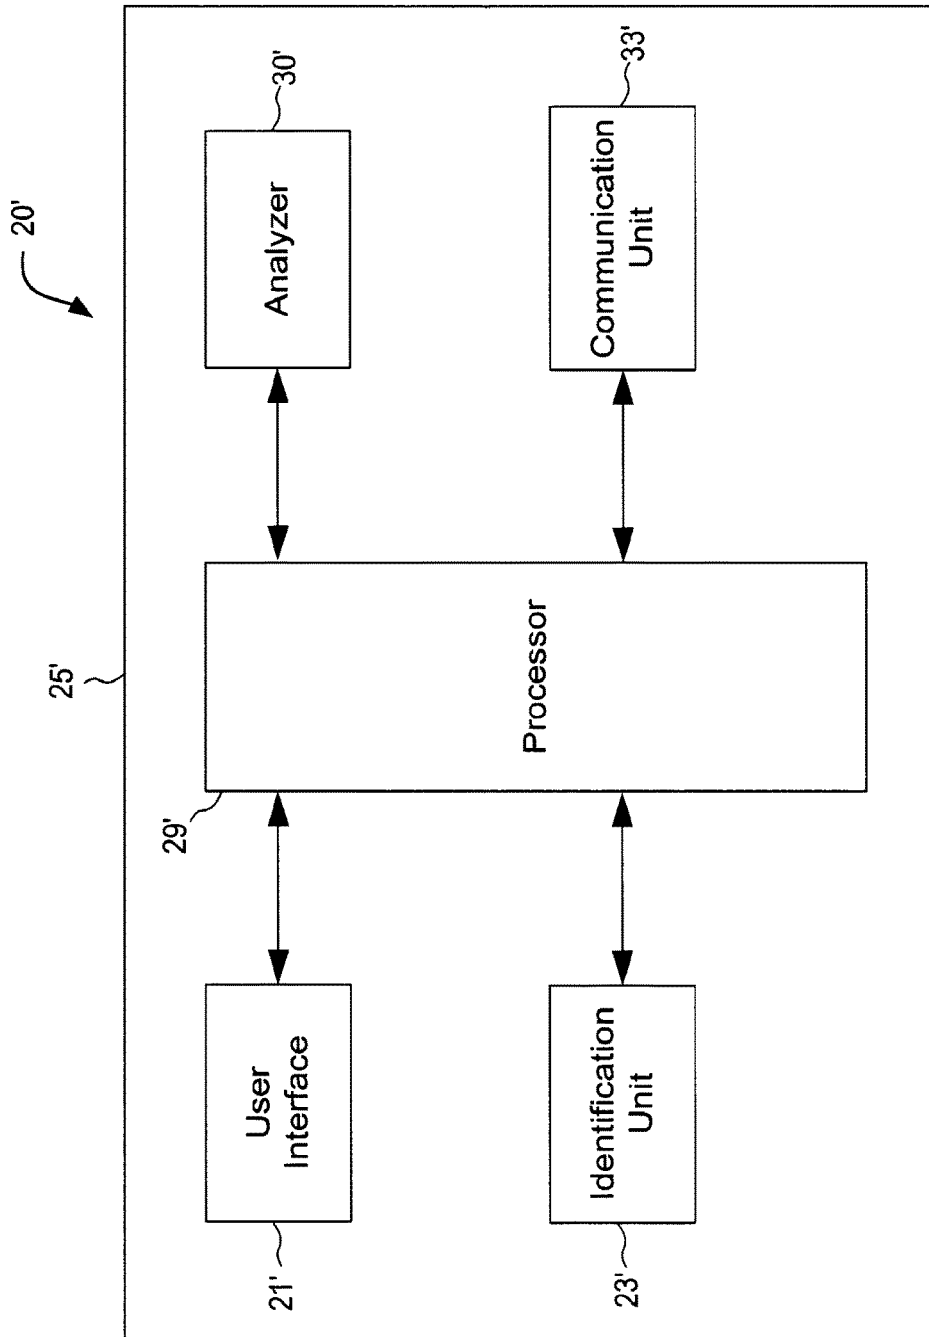 20'
25'
29'
21'
User
Interface
Analyzer
30'
Processor
23'
Identification
Unit
Communication
Unit
33'